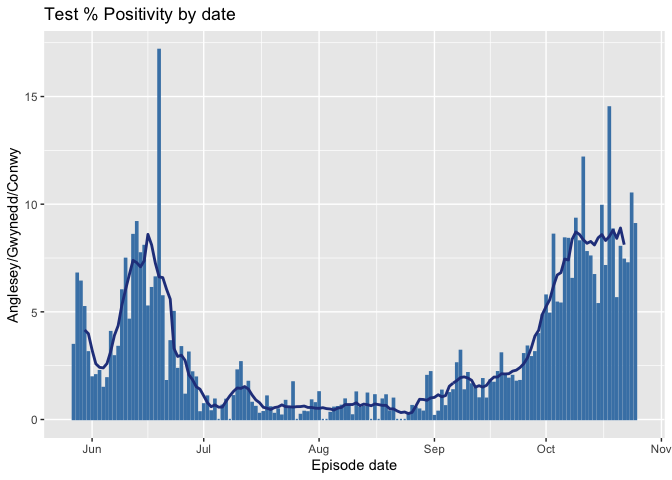 Test % Positivity by date
Anglesey/Gwynedd/Conwy
15
10
5
0
Jun Jul Aug Sep Oct Nov
Episode date